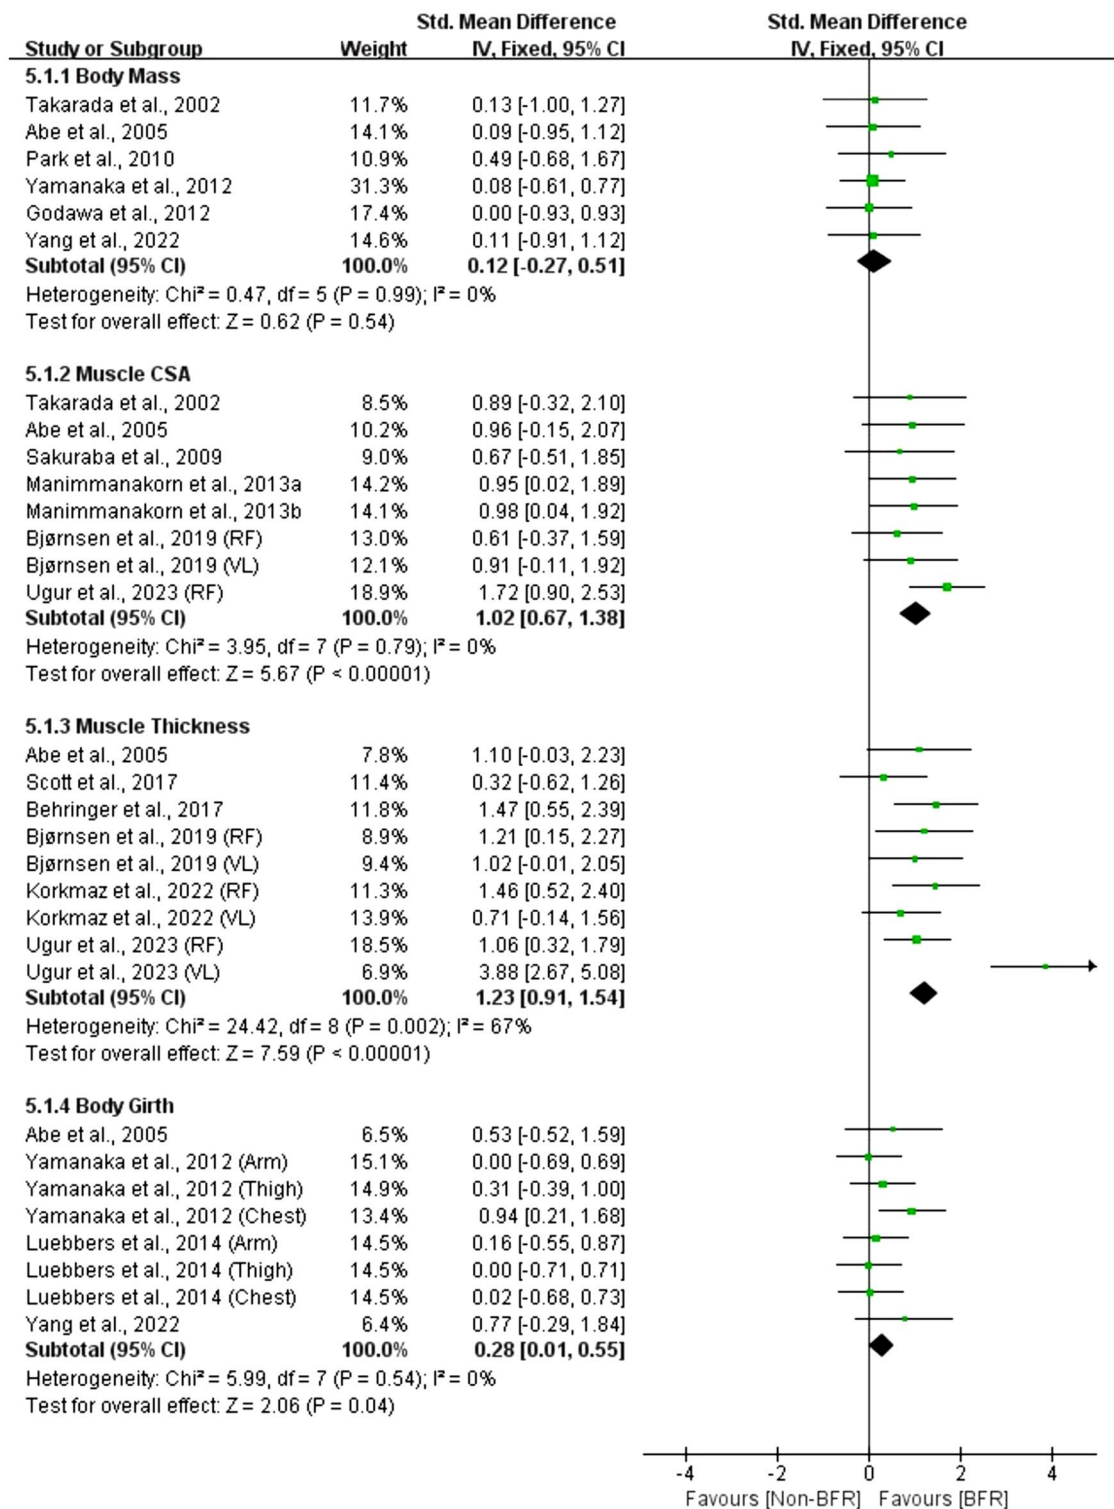 Std. Mean Difference Std. Mean Difference
Study or Subgroup Weight IV, Fixed, 95% CI IV, Fixed, 95% CI
5.1.1 Body Mass
Takarada et al., 2002 11.7% 0.13 [-1.00, 1.27]
Abe et al., 2005 14.1% 0.09 [-0.95, 1.12]
Park et al., 2010 10.9% 0.49 [-0.68, 1.67]
Yamanaka et al., 2012 31.3% 0.08 [-0.61, 0.77]
Godawa et al., 2012 17.4% 0.00 [-0.93, 0.93]
Yang et al., 2022 14.6% 0.11 [-0.91, 1.12]
Subtotal (95% CI) 100.0% 0.12 [-0.27, 0.51]
Heterogeneity: Chi² = 0.47, df = 5 (P = 0.99); I² = 0%
Test for overall effect: Z = 0.62 (P = 0.54)
5.1.2 Muscle CSA
Takarada et al., 2002 8.5% 0.89 [-0.32, 2.10]
Abe et al., 2005 10.2% 0.96 [-0.15, 2.07]
Sakuraba et al., 2009 9.0% 0.67 [-0.51, 1.85]
Manimmanakorn et al., 2013a 14.2% 0.95 [0.02, 1.89]
Manimmanakorn et al., 2013b 14.1% 0.98 [0.04, 1.92]
Bjørnsen et al., 2019 (RF) 13.0% 0.61 [-0.37, 1.59]
Bjørnsen et al., 2019 (VL) 12.1% 0.91 [-0.11, 1.92]
Ugur et al., 2023 (RF) 18.9% 1.72 [0.90, 2.53]
Subtotal (95% CI) 100.0% 1.02 [0.67, 1.38]
Heterogeneity: Chi² = 3.95, df = 7 (P = 0.79); I² = 0%
Test for overall effect: Z = 5.67 (P < 0.00001)
5.1.3 Muscle Thickness
Abe et al., 2005 7.8% 1.10 [-0.03, 2.23]
Scott et al., 2017 11.4% 0.32 [-0.62, 1.26]
Behringer et al., 2017 11.8% 1.47 [0.55, 2.39]
Bjørnsen et al., 2019 (RF) 8.9% 1.21 [0.15, 2.27]
Bjørnsen et al., 2019 (VL) 9.4% 1.02 [-0.01, 2.05]
Korkmaz et al., 2022 (RF) 11.3% 1.46 [0.52, 2.40]
Korkmaz et al., 2022 (VL) 13.9% 0.71 [-0.14, 1.56]
Ugur et al., 2023 (RF) 18.5% 1.06 [0.32, 1.79]
Ugur et al., 2023 (VL) 6.9% 3.88 [2.67, 5.08]
Subtotal (95% CI) 100.0% 1.23 [0.91, 1.54]
Heterogeneity: Chi² = 24.42, df = 8 (P = 0.002); I² = 67%
Test for overall effect: Z = 7.59 (P < 0.00001)
5.1.4 Body Girth
Abe et al., 2005 6.5% 0.53 [-0.52, 1.59]
Yamanaka et al., 2012 (Arm) 15.1% 0.00 [-0.69, 0.69]
Yamanaka et al., 2012 (Thigh) 14.9% 0.31 [-0.39, 1.00]
Yamanaka et al., 2012 (Chest) 13.4% 0.94 [0.21, 1.68]
Luebbers et al., 2014 (Arm) 14.5% 0.16 [-0.55, 0.87]
Luebbers et al., 2014 (Thigh) 14.5% 0.00 [-0.71, 0.71]
Luebbers et al., 2014 (Chest) 14.5% 0.02 [-0.68, 0.73]
Yang et al., 2022 6.4% 0.77 [-0.29, 1.84]
Subtotal (95% CI) 100.0% 0.28 [0.01, 0.55]
Heterogeneity: Chi² = 5.99, df = 7 (P = 0.54); I² = 0%
Test for overall effect: Z = 2.06 (P = 0.04)
-4 -2 0 2 4
Favours [Non-BFR] Favours [BFR]